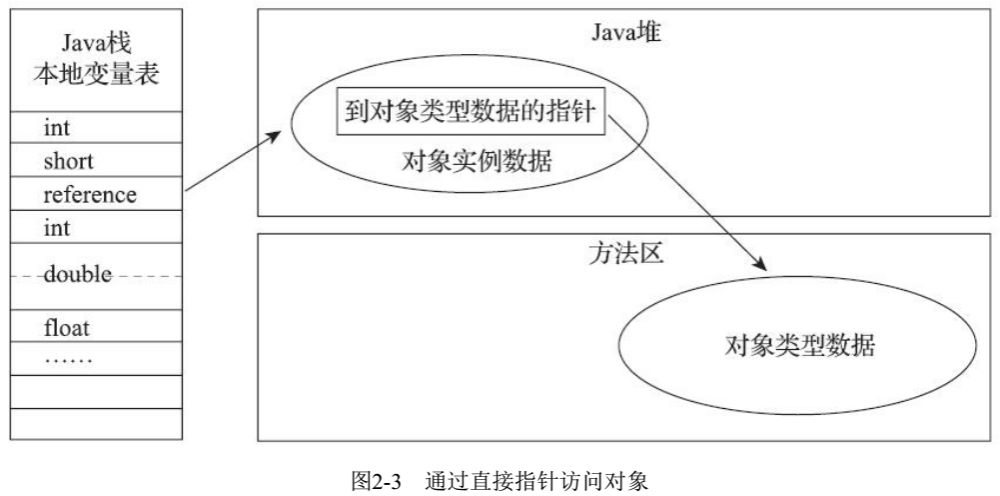 Java栈
本地变量表
int
short
reference
int
double
float
……
Java堆
到对象类型数据的指针
对象实例数据
方法区
对象类型数据
图2-3 通过直接指针访问对象